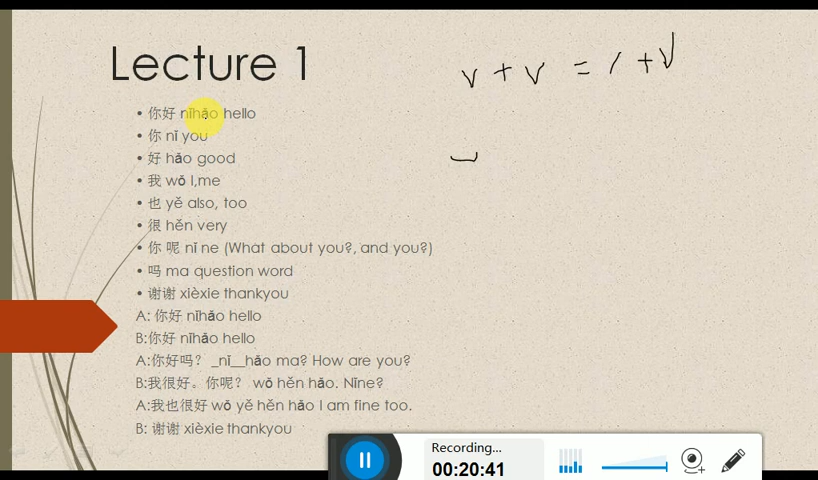 Lecture 1
v + v = / + v
• 你好 nǐhǎo hello
• 你 nǐ you
• 好 hǎo good
• 我 wǒ I,me
• 也 yě also, too
• 很 hěn very
• 你 呢 nǐ ne (What about you?, and you?)
• 吗 ma question word
• 谢谢 xièxie thankyou
A: 你好 nǐhǎo hello
B:你好 nǐhǎo hello
A:你好吗? _nǐ__hǎo ma? How are you?
B:我很好。你呢? wǒ hěn hǎo. Nǐne?
A:我也很好 wǒ yě hěn hǎo I am fine too.
B: 谢谢 xièxie thankyou
Recording...
00:20:41